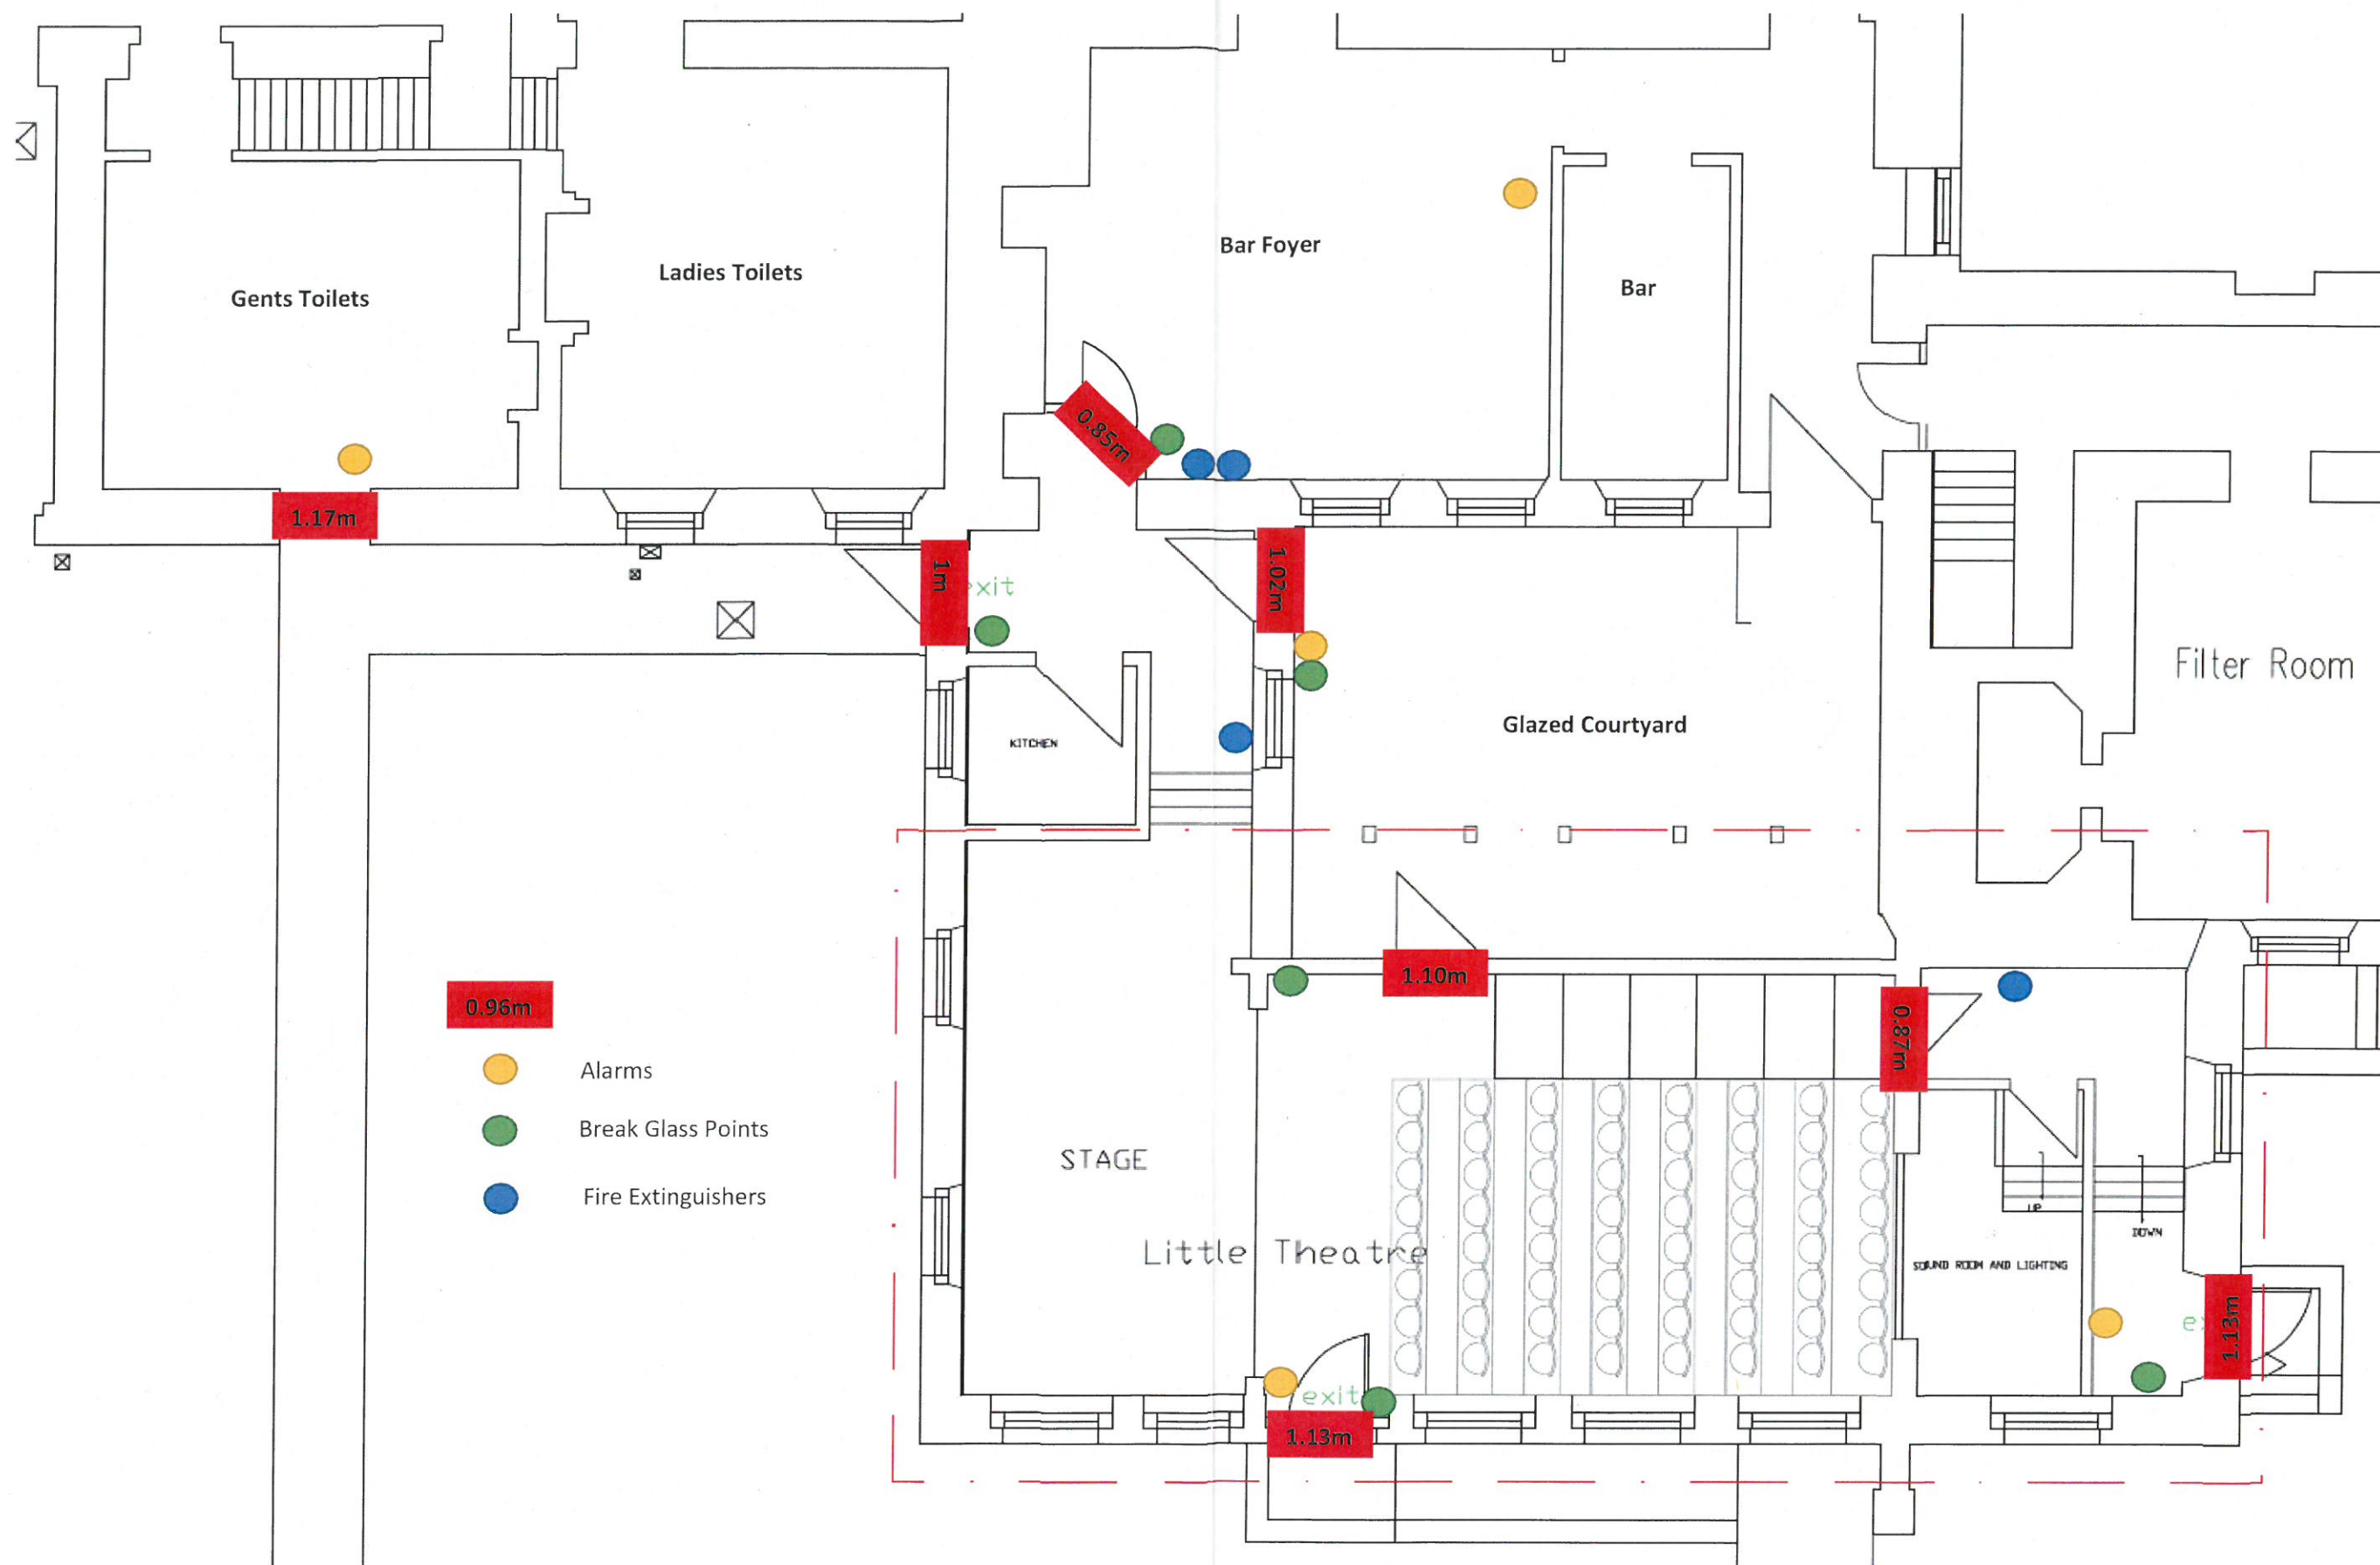 Gents Toilets
Ladies Toilets
Bar Foyer
Bar
0.85m
1.17m
1m
xit
1.02m
Filter Room
Glazed Courtyard
KITCHEN
1.10m
0.96m
0.87m
Alarms
Break Glass Points
Fire Extinguishers
STAGE
Little Theatre
UP
DOWN
SOUND ROOM AND LIGHTING
1.13m
exit
1.13m